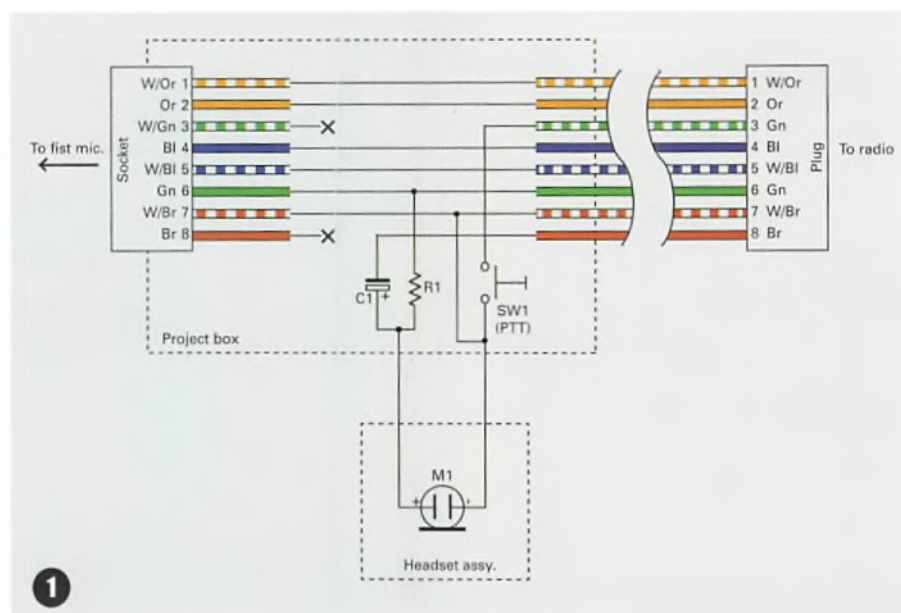 W/Or 1
Or 2
W/Gn 3
Bl 4
W/Bl 5
Gn 6
W/Br 7
Br 8
Socket
To fist mic.
1 W/Or
2 Or
3 Gn
4 Bl
5 W/Bl
6 Gn
7 W/Br
8 Br
Plug
To radio
C1
+
R1
SW1
(PTT)
Project box
M1
+
-
Headset assy.
1